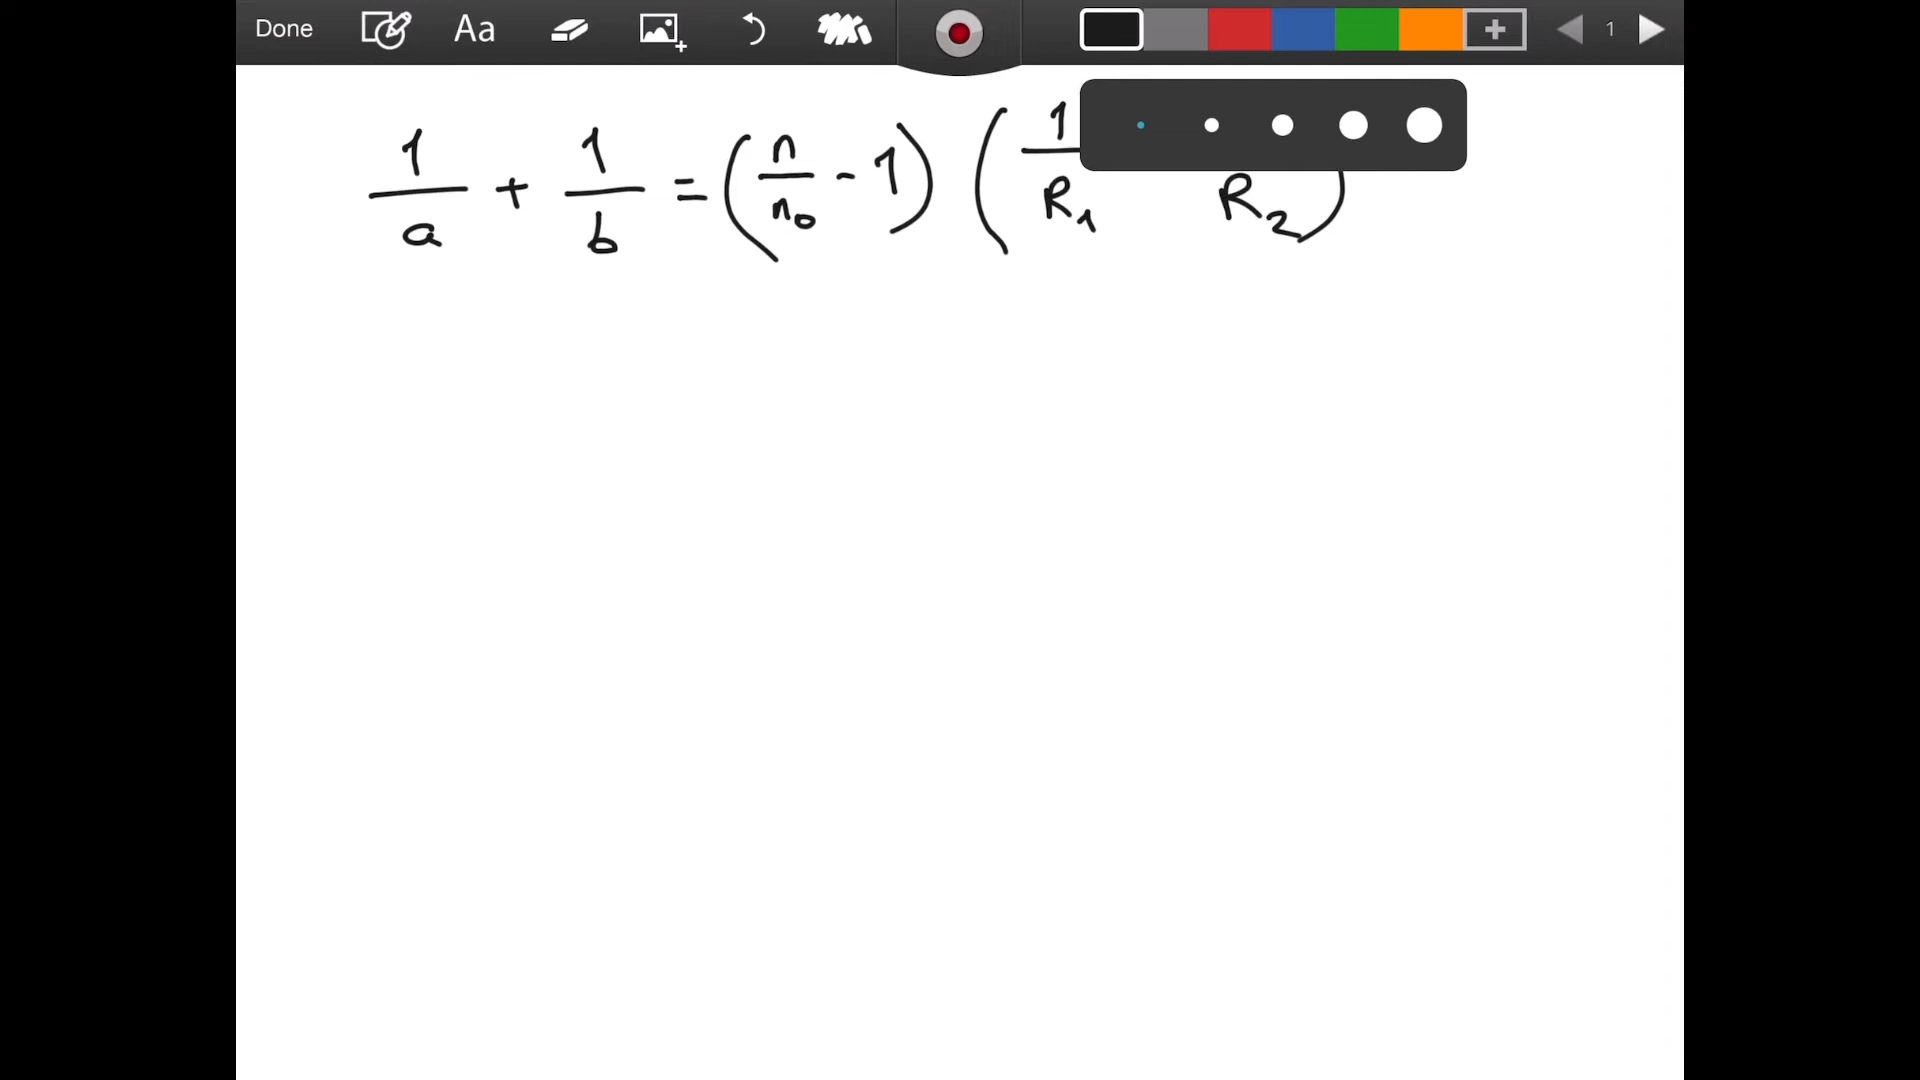 Done Aa 1
1/a + 1/b = (n/n₀ - 1) (1/R₁ R₂)